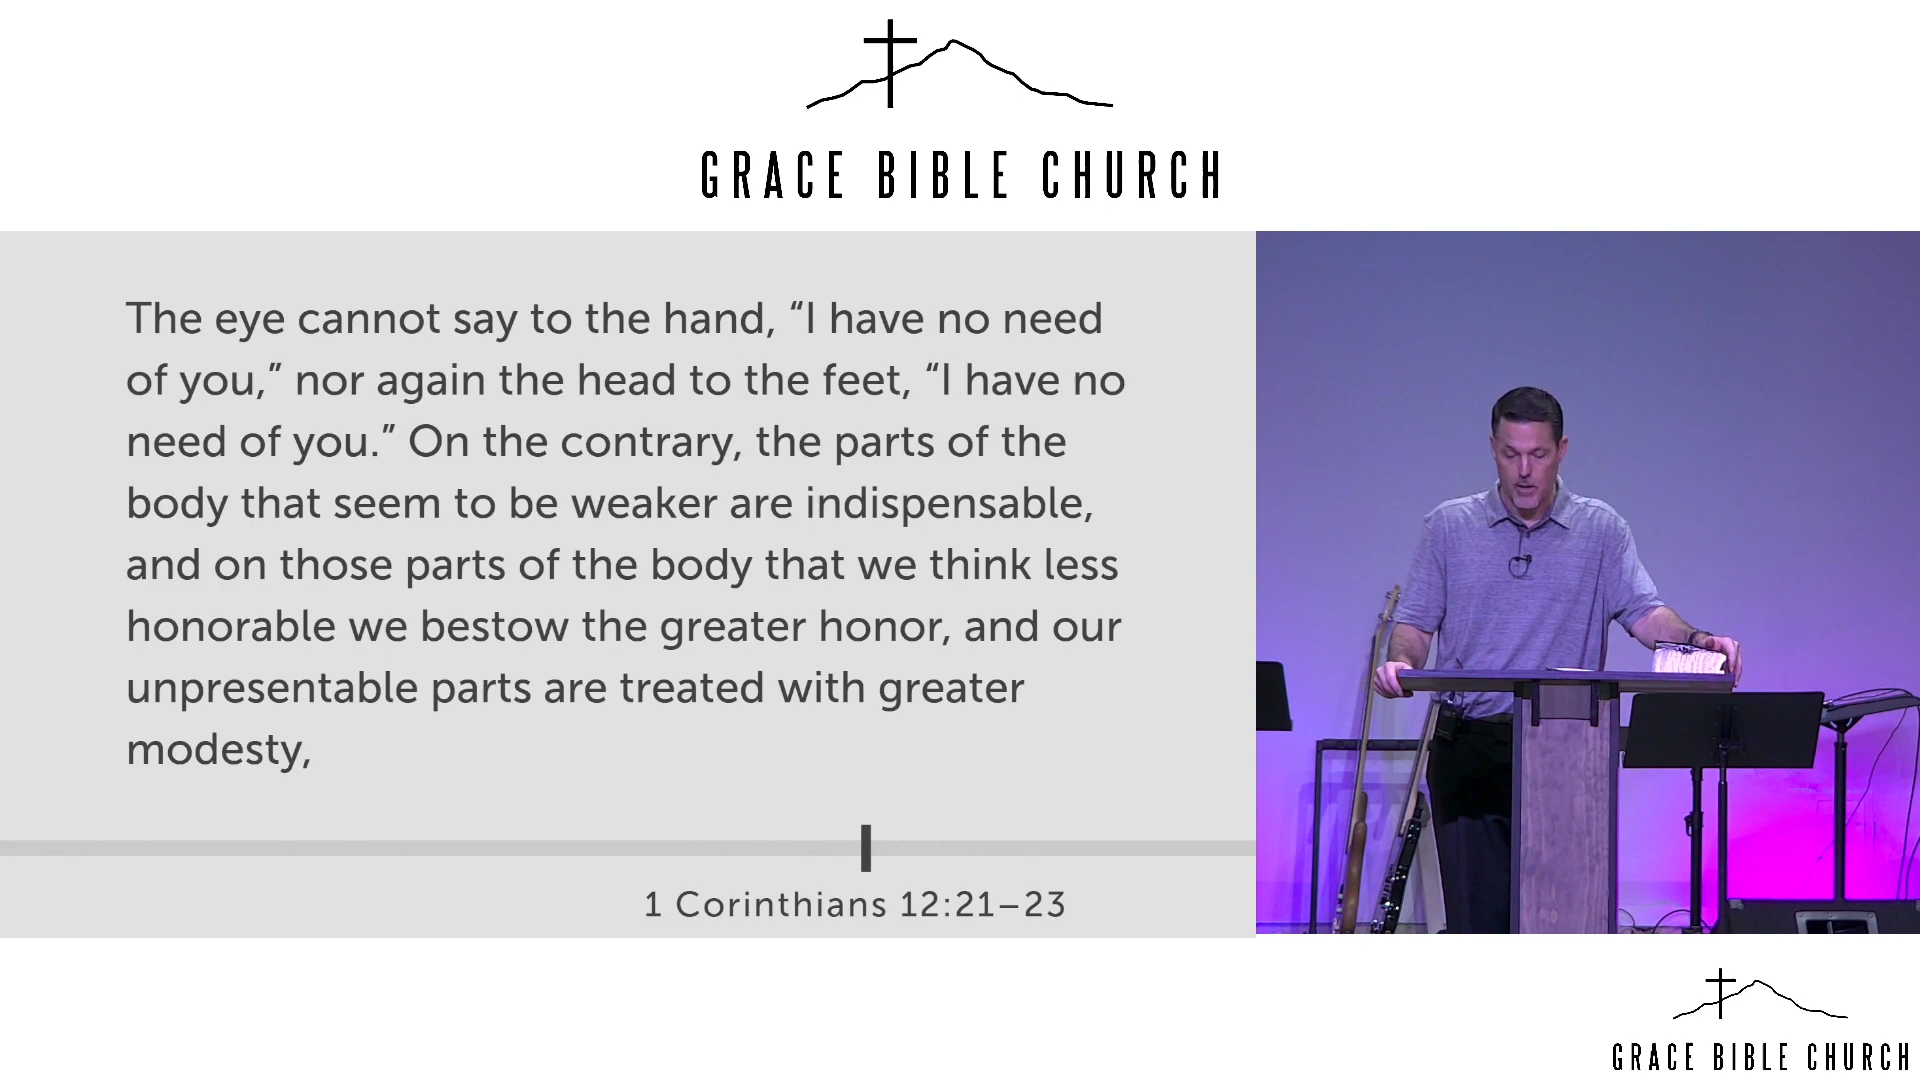 GRACE BIBLE CHURCH
The eye cannot say to the hand, “I have no need
of you,” nor again the head to the feet, “I have no
need of you.” On the contrary, the parts of the
body that seem to be weaker are indispensable,
and on those parts of the body that we think less
honorable we bestow the greater honor, and our
unpresentable parts are treated with greater
modesty,
1 Corinthians 12:21–23
GRACE BIBLE CHURCH